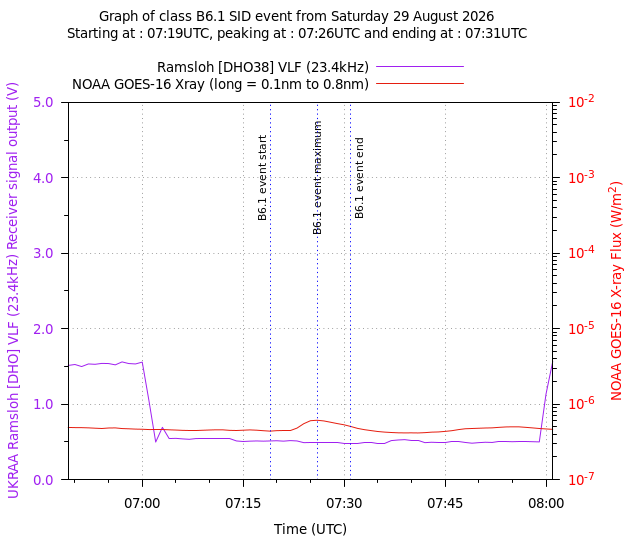 Graph of class B6.1 SID event from Saturday 29 August 2026
Starting at : 07:19UTC, peaking at : 07:26UTC and ending at : 07:31UTC
Ramsloh [DHO38] VLF (23.4kHz)
NOAA GOES-16 Xray (long = 0.1nm to 0.8nm)
UKRAA Ramsloh [DHO] VLF (23.4kHz) Receiver signal output (V)
5.0
4.0
3.0
2.0
1.0
0.0
B6.1 event start
B6.1 event maximum
B6.1 event end
10^-2
10^-3
10^-4
10^-5
10^-6
10^-7
NOAA GOES-16 X-ray Flux (W/m²)
07:00 07:15 07:30 07:45 08:00
Time (UTC)